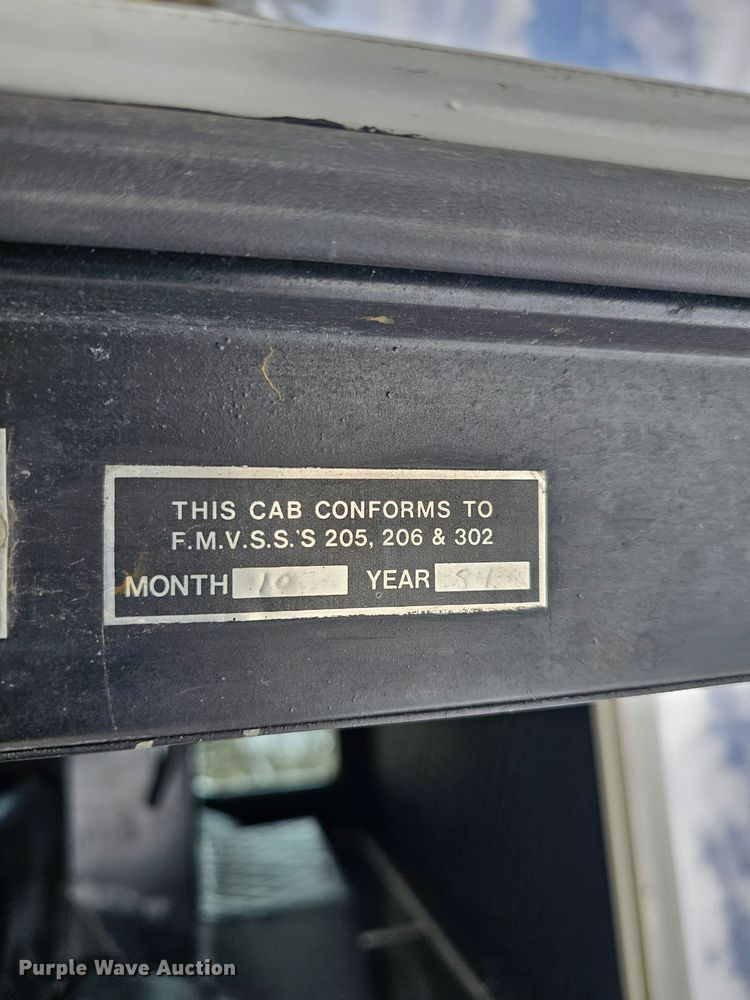 THIS CAB CONFORMS TO
F.M.V.S.S.'S 205, 206 & 302
MONTH 10 YEAR
Purple Wave Auction